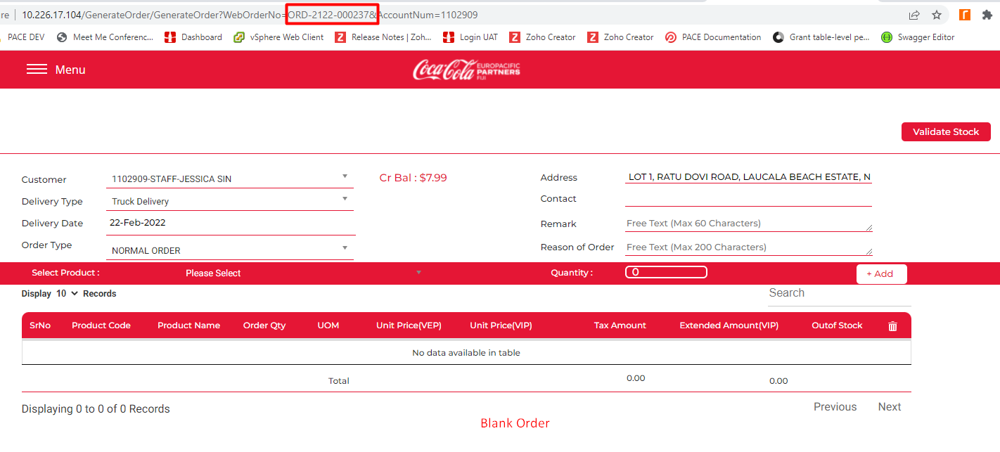 re 10.226.17.104/GenerateOrder/GenerateOrder?WebOrderNo=ORD-2122-000237&AccountNum=1102909
PACE DEV Meet Me Conferenc... Dashboard vSphere Web Client Release Notes | Zoh... Login UAT Zoho Creator Zoho Creator PACE Documentation Grant table-level pe... Swagger Editor
Menu
Coca-Cola EUROPACIFIC PARTNERS FIJI
Validate Stock
Customer 1102909-STAFF-JESSICA SIN Cr Bal : $7.99 Address LOT 1, RATU DOVI ROAD, LAUCALA BEACH ESTATE, N
Delivery Type Truck Delivery Contact
Delivery Date 22-Feb-2022 Remark Free Text (Max 60 Characters)
Order Type NORMAL ORDER Reason of Order Free Text (Max 200 Characters)
Select Product : Please Select Quantity : 0 + Add
Display 10 Records Search
SrNo Product Code Product Name Order Qty UOM Unit Price(VEP) Unit Price(VIP) Tax Amount Extended Amount(VIP) Outof Stock
No data available in table
Total 0.00 0.00
Displaying 0 to 0 of 0 Records Previous Next
Blank Order